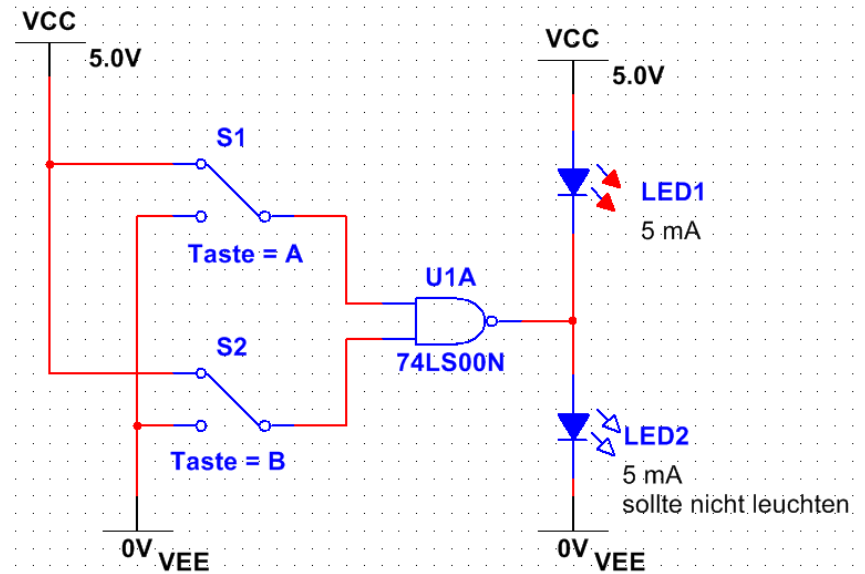 VCC
5.0V
S1
Taste = A
S2
Taste = B
0V
VEE
U1A
74LS00N
VCC
5.0V
LED1
5 mA
LED2
5 mA
sollte nicht leuchten
0V
VEE